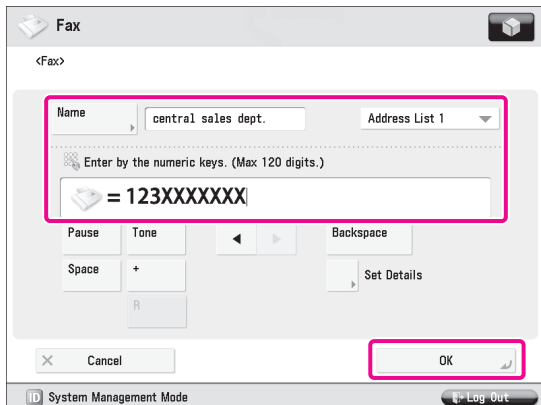 Fax
<Fax>
Name central sales dept. Address List 1
Enter by the numeric keys. (Max 120 digits.)
= 123XXXXXXX
Pause Tone Backspace
Space + Set Details
R
Cancel OK
ID System Management Mode Log Out